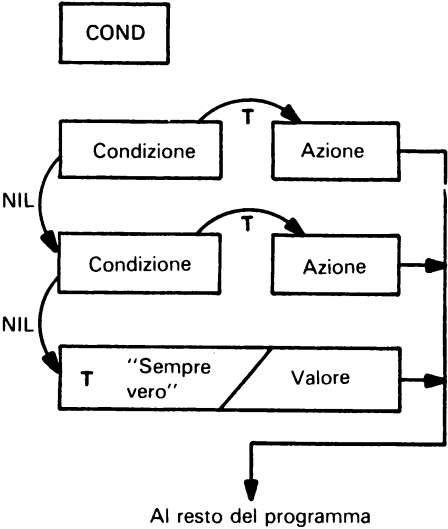 COND
T
Condizione
Azione
NIL
T
Condizione
Azione
NIL
T "Sempre vero"
Valore
Al resto del programma